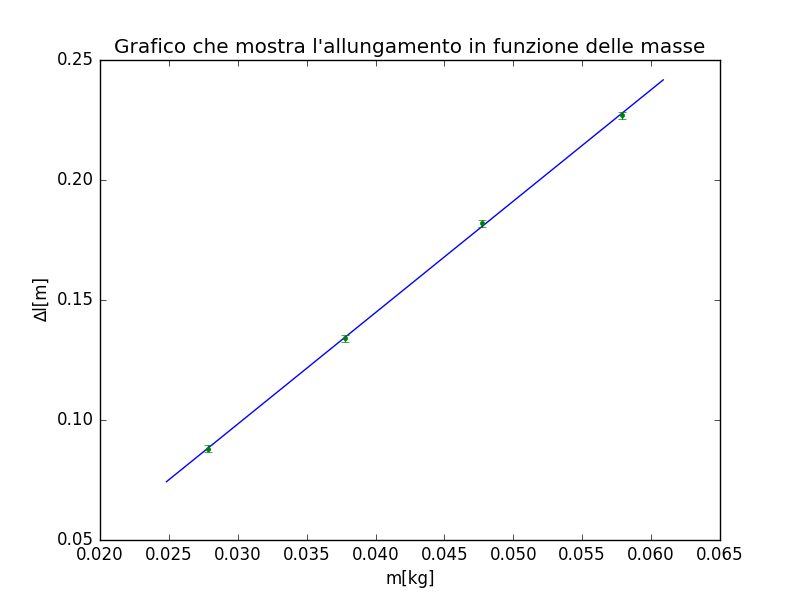 Grafico che mostra l'allungamento in funzione delle masse
0.25
0.20
0.15
0.10
0.05
Δl[m]
0.020 0.025 0.030 0.035 0.040 0.045 0.050 0.055 0.060 0.065
m[kg]